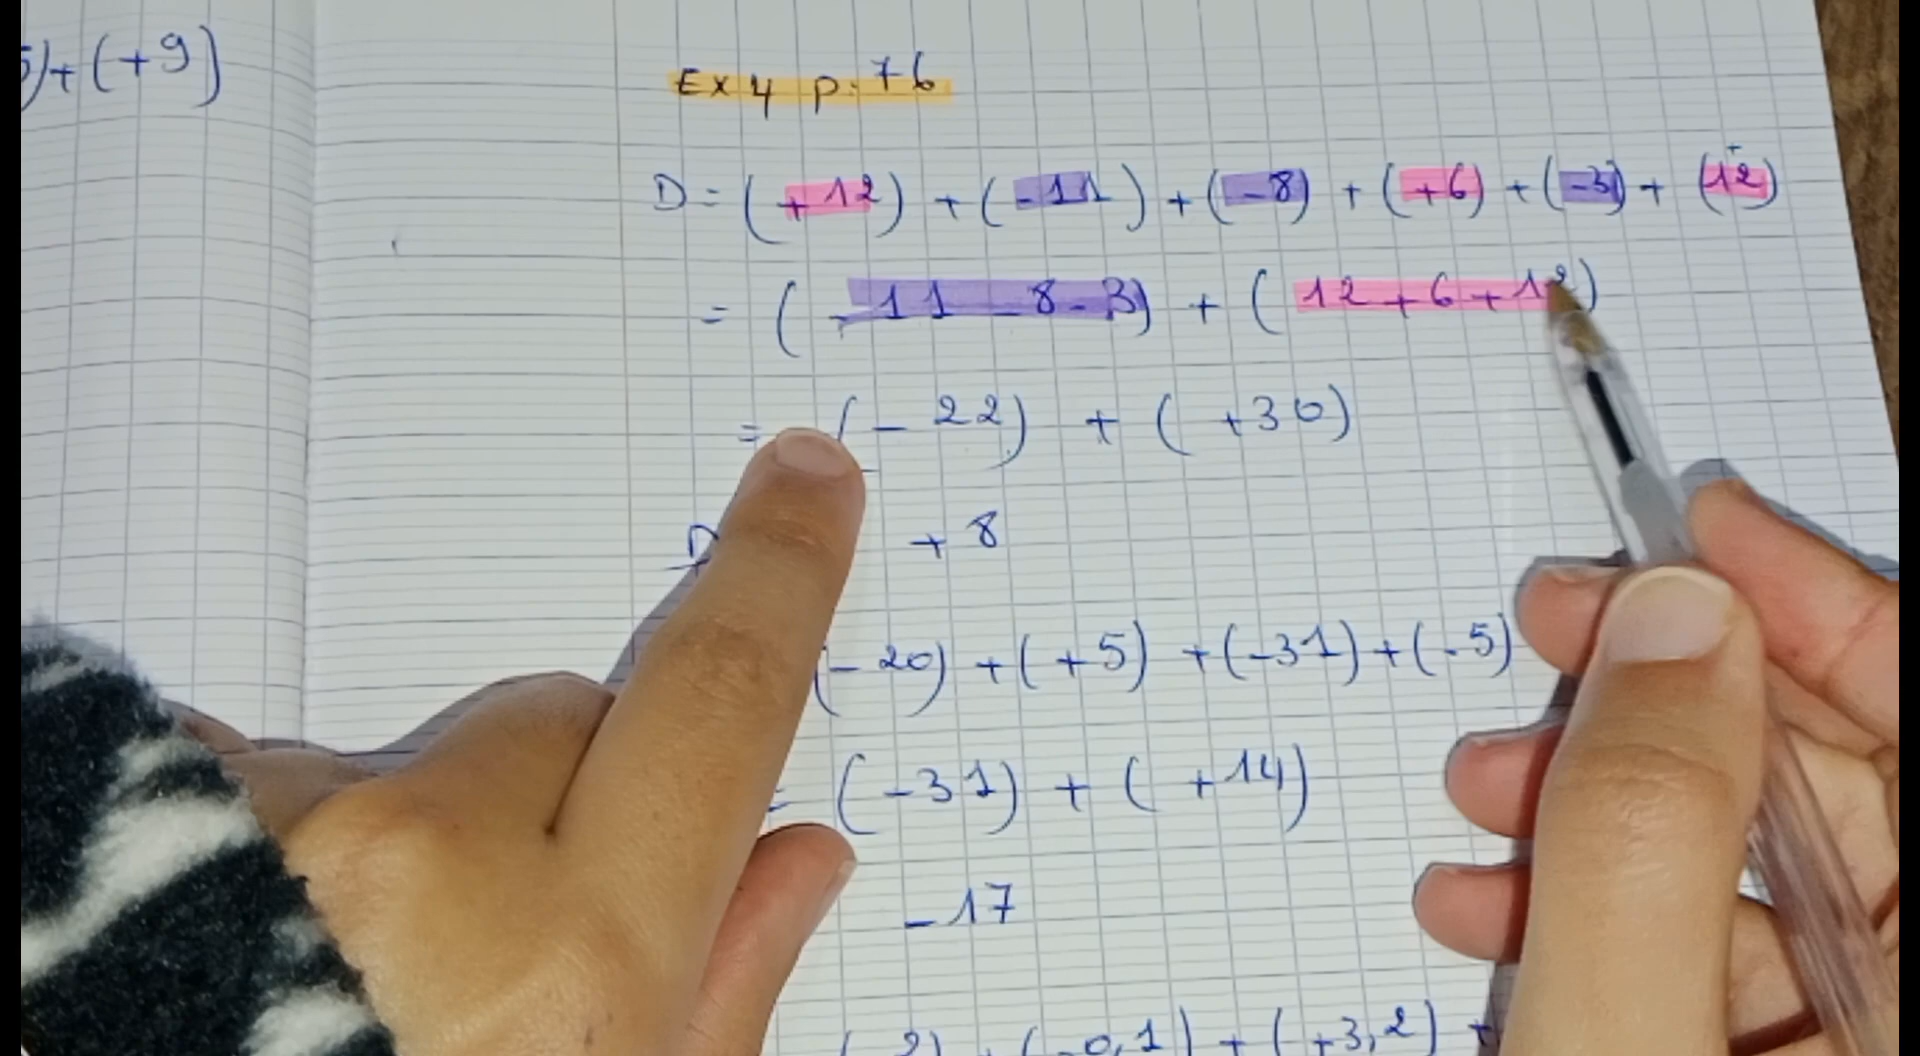 ) + (+9)
Ex 4 p. 76
D = (+12) + (-11) + (-8) + (+6) + (-3) + (+12)
= (-11-8-3) + (12+6+12)
= (-22) + (+30)
D + 8
(-20) + (+5) + (-31) + (-5)
= (-31) + (+14)
-17
2) + (-0,1) + (+3,2) +